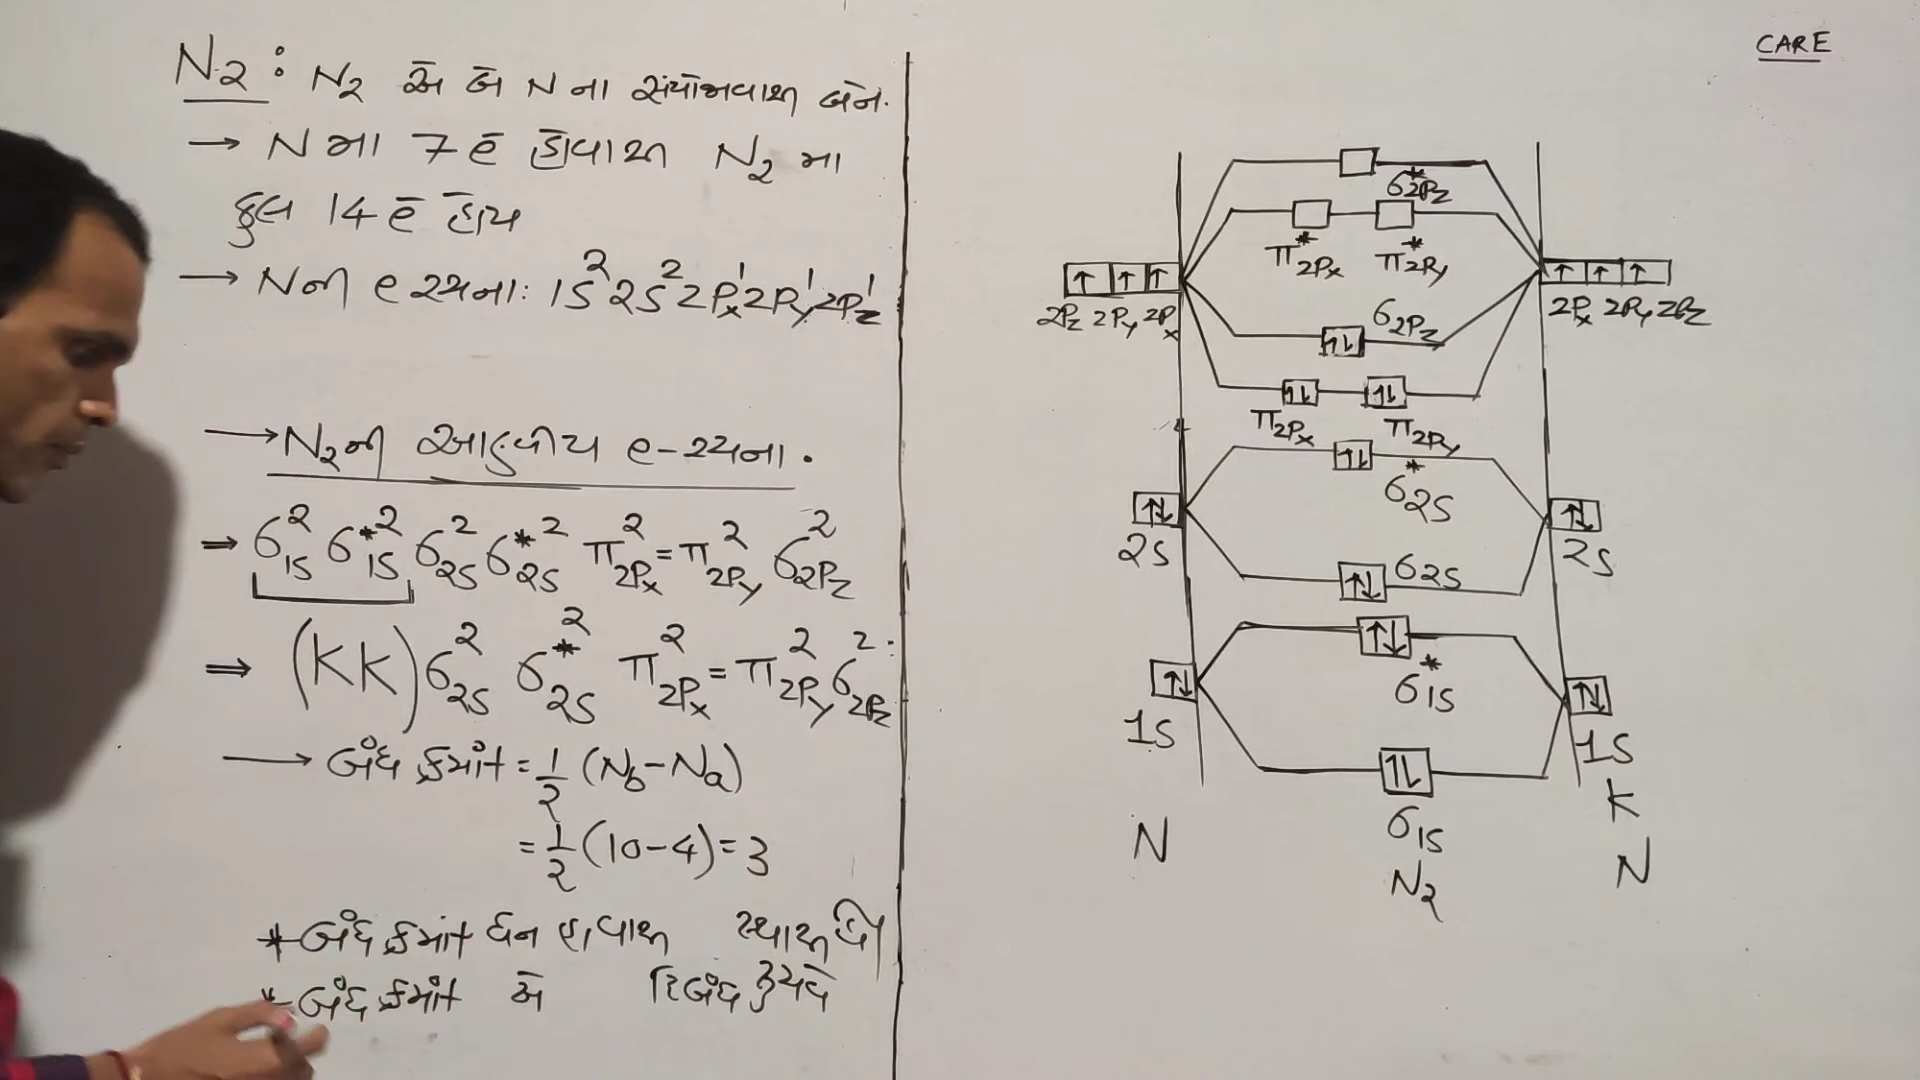 N₂ : N₂ એ બે N ના સંયોજનથી બને.
→ N મા 7 e⁻ હોવાથી N₂ મા
કુલ 14 e⁻ હોય
→ N ની e રચના: 1S² 2S² 2Px¹ 2Py¹ 2Pz¹
→ N₂ ની આણ્વીય e-રચના.
⇒ σ1S² σ*1S² σ2S² σ*2S² π2Px² = π2Py² σ2Pz²
⇒ (KK) σ2S² σ*2S² π2Px² = π2Py² σ2Pz²
→ બંધ ક્રમાંક = 1/2 (Nb - Na)
= 1/2 (10 - 4) = 3
* બંધ ક્રમાંક ધન હોવાથી
* બંધ ક્રમાંક એ ત્રિબંધ સૂચવે
CARE
σ*2Pz
π*2Px π*2Py
↑ ↑ ↑ ↑ ↑ ↑
2Pz 2Py 2Px 2Px 2Py 2Pz
σ2Pz
↑↓
↑↓ ↑↓
π2Px π2Py
↑↓
σ*2S
↑↓ ↑↓
2S 2S
↑↓ σ2S
↑↓
σ*1S
↑↓ ↑↓
1S 1S
↑↓
K
σ1S
N N₂ N